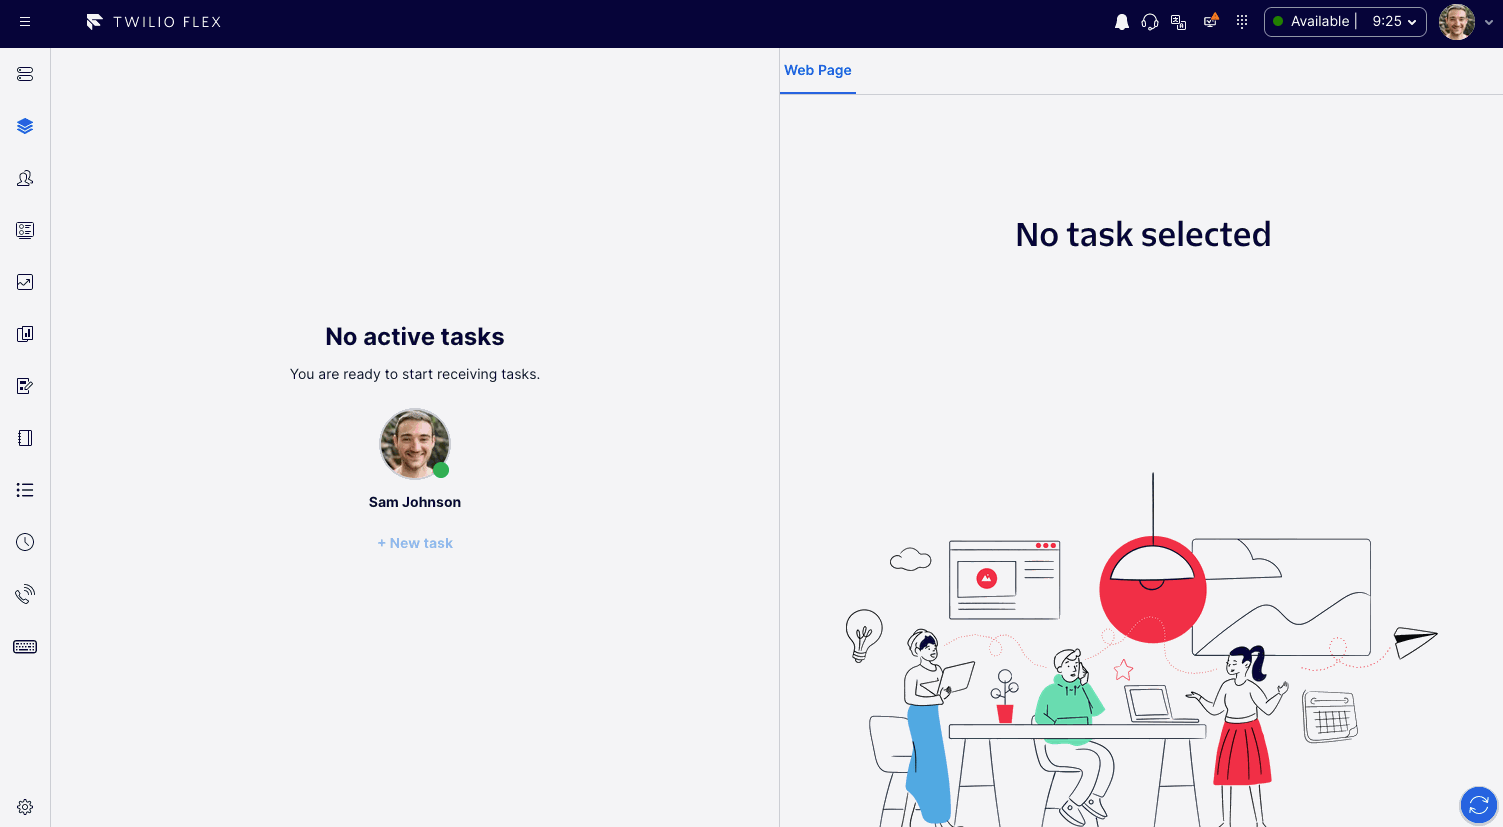 TWILIO FLEX
Available | 9:25
Web Page
No task selected
No active tasks
You are ready to start receiving tasks.
Sam Johnson
+ New task